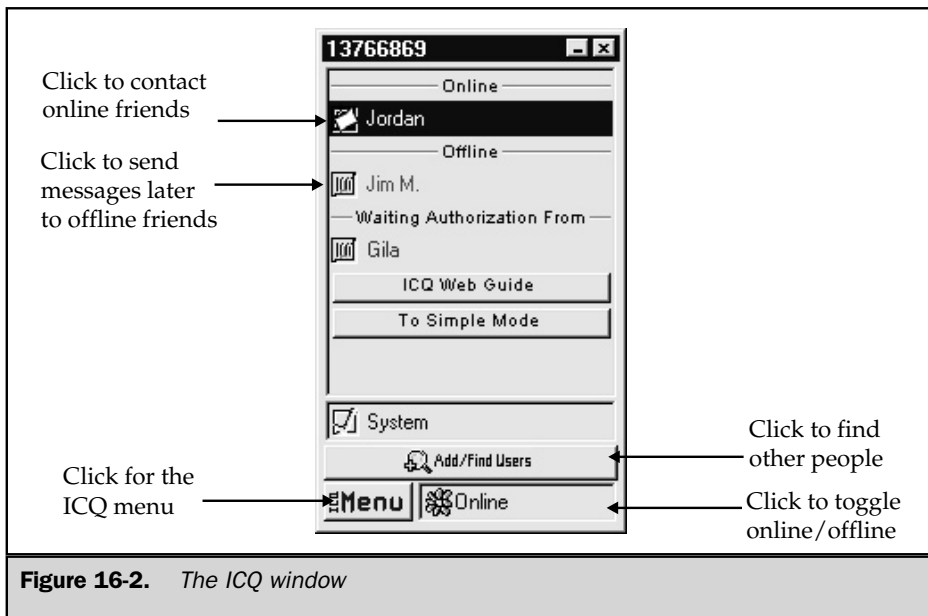 13766869
Click to contact
online friends
Online
Jordan
Offline
Click to send
messages later
to offline friends
Jim M.
Waiting Authorization From
Gila
ICQ Web Guide
To Simple Mode
System
Add/Find Users
Click to find
other people
Click for the
ICQ menu
Menu
Online
Click to toggle
online/offline
Figure 16-2. The ICQ window